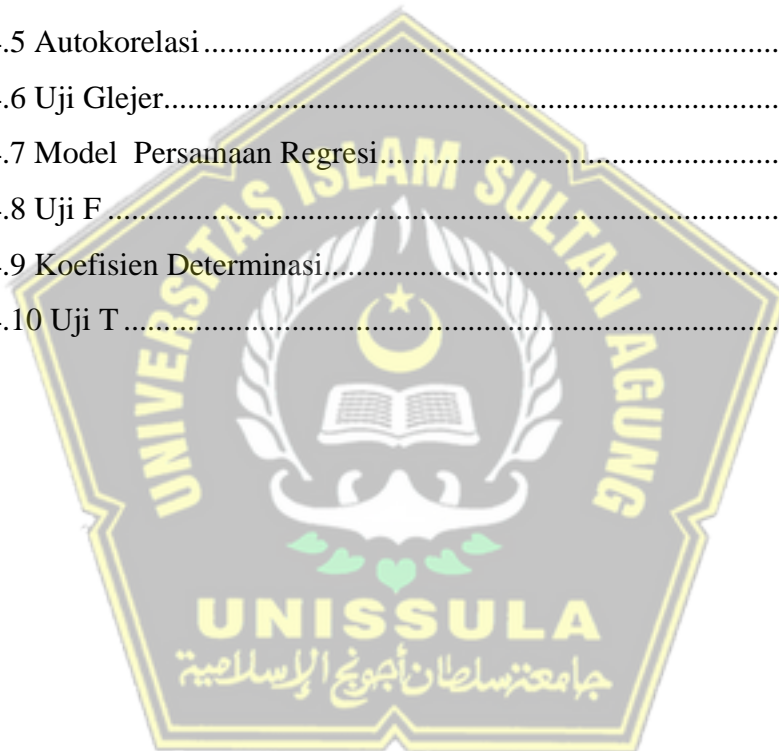 .5 Autokorelasi
.6 Uji Glejer
.7 Model Persamaan Regresi
.8 Uji F
.9 Koefisien Determinasi
.10 Uji T
UNIVERSITAS ISLAM SULTAN AGUNG
UNISSULA
جامعة سلطان أجونج الإسلامية